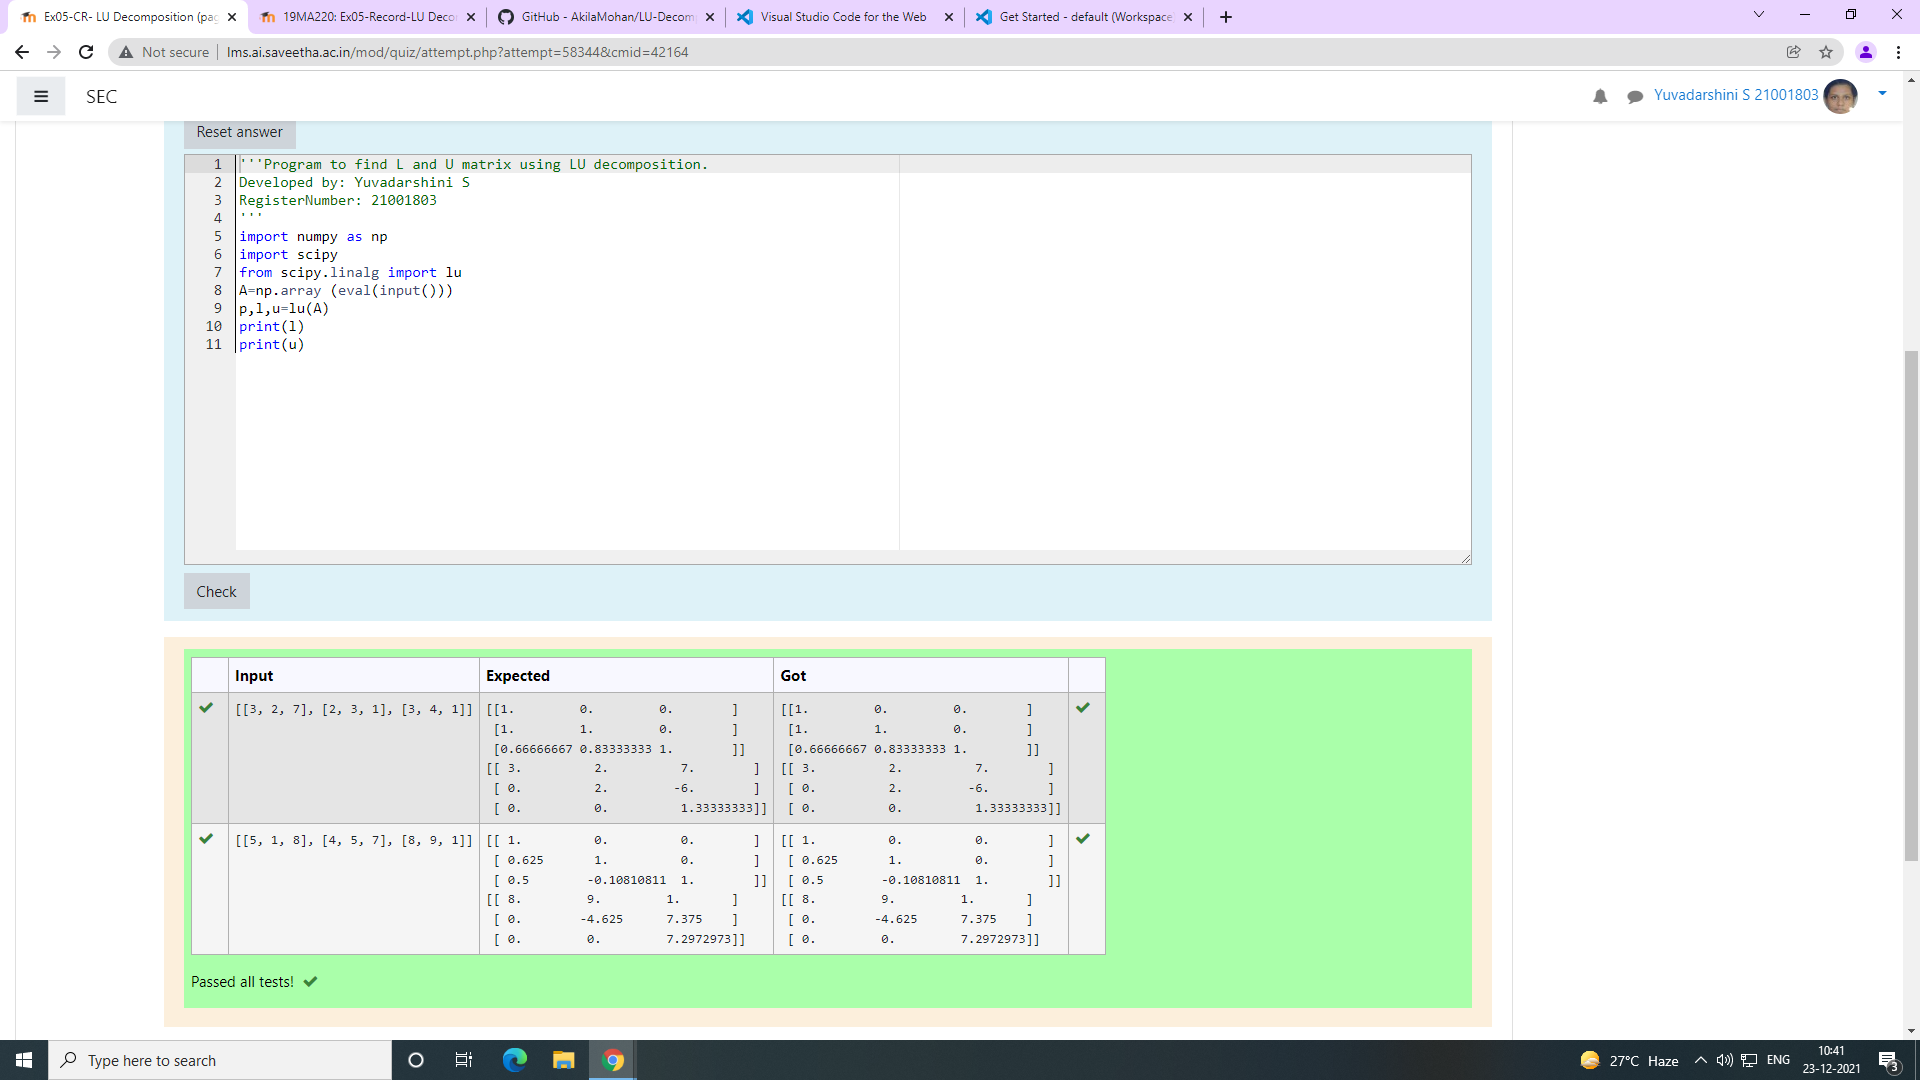 Ex05-CR- LU Decomposition (pag
19MA220: Ex05-Record-LU Decom
GitHub - AkilaMohan/LU-Decomp
Visual Studio Code for the Web
Get Started - default (Workspace)
Not secure
lms.ai.saveetha.ac.in/mod/quiz/attempt.php?attempt=58344&cmid=42164
SEC
Yuvadarshini S 21001803
Reset answer
1 '''Program to find L and U matrix using LU decomposition.
2 Developed by: Yuvadarshini S
3 RegisterNumber: 21001803
4 '''
5 import numpy as np
6 import scipy
7 from scipy.linalg import lu
8 A=np.array (eval(input()))
9 p,l,u=lu(A)
10 print(l)
11 print(u)
Check
Input Expected Got
[[3, 2, 7], [2, 3, 1], [3, 4, 1]] [[1. 0. 0. ] [[1. 0. 0. ]
[1. 1. 0. ] [1. 1. 0. ]
[0.66666667 0.83333333 1. ]] [0.66666667 0.83333333 1. ]]
[[ 3. 2. 7. ] [[ 3. 2. 7. ]
[ 0. 2. -6. ] [ 0. 2. -6. ]
[ 0. 0. 1.33333333]] [ 0. 0. 1.33333333]]
[[5, 1, 8], [4, 5, 7], [8, 9, 1]] [[ 1. 0. 0. ] [[ 1. 0. 0. ]
[ 0.625 1. 0. ] [ 0.625 1. 0. ]
[ 0.5 -0.10810811 1. ]] [ 0.5 -0.10810811 1. ]]
[[ 8. 9. 1. ] [[ 8. 9. 1. ]
[ 0. -4.625 7.375 ] [ 0. -4.625 7.375 ]
[ 0. 0. 7.2972973]] [ 0. 0. 7.2972973]]
Passed all tests!
Type here to search
27°C Haze
ENG
10:41
23-12-2021
3